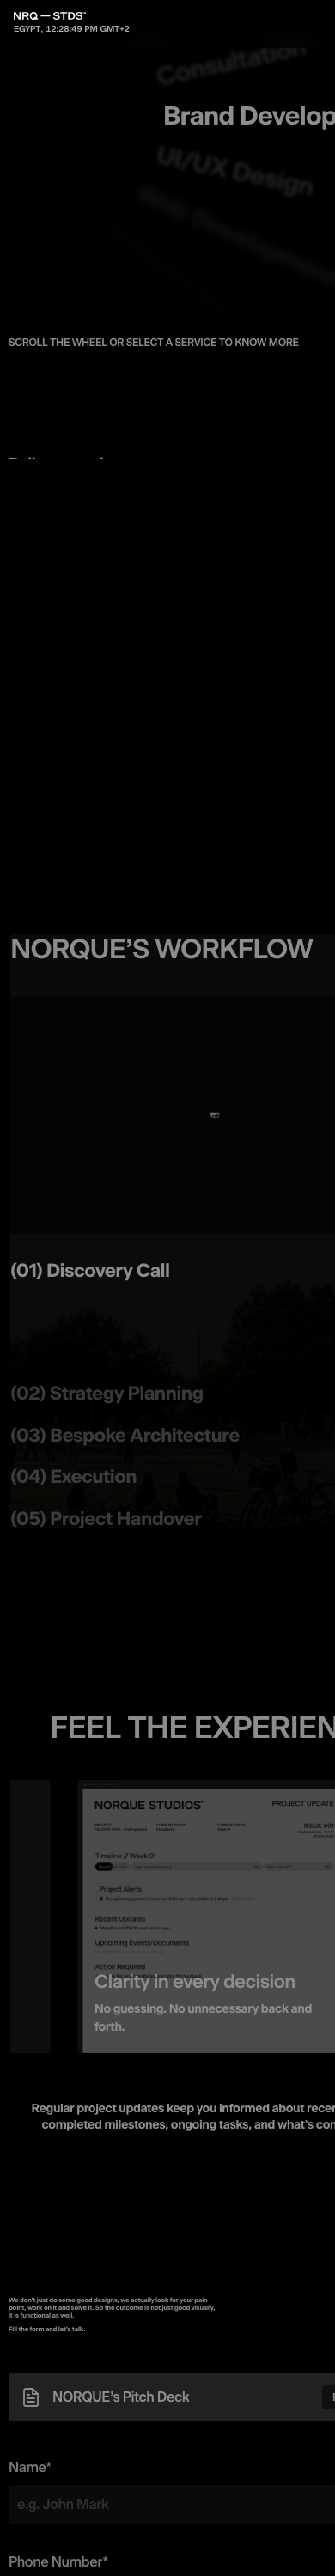 NRQ — STDS™
EGYPT, 12:28:49 PM GMT+2
Consultation
Brand Develop
UI/UX Design
Web Development
SCROLL THE WHEEL OR SELECT A SERVICE TO KNOW MORE
NORQUE'S WORKFLOW
(01) Discovery Call
(02) Strategy Planning
(03) Bespoke Architecture
(04) Execution
(05) Project Handover
FEEL THE EXPERIEN
NORQUE STUDIOS™
PROJECT UPDATE
ISSUE #01
Timeline // Week 01
Project Alerts
Recent Updates
Upcoming Events/Documents
Action Required
Clarity in every decision
No guessing. No unnecessary back and
forth.
Regular project updates keep you informed about recen
completed milestones, ongoing tasks, and what's con
We don't just do some good designs, we actually look for your pain
point, work on it and solve it. So the outcome is not just good visually,
it is functional as well.
Fill the form and let's talk.
NORQUE's Pitch Deck
Name*
e.g. John Mark
Phone Number*